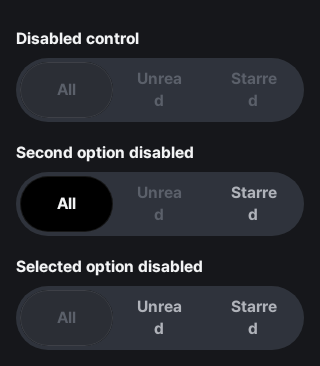 Disabled control
All Unrea Starre
d d
Second option disabled
All Unrea Starre
d d
Selected option disabled
All Unrea Starre
d d